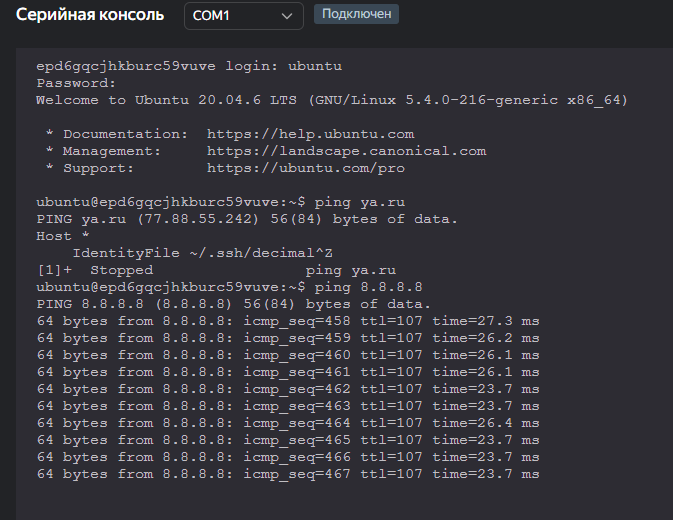 Серийная консоль COM1 Подключен
epd6gqcjhkburc59vuve login: ubuntu
Password:
Welcome to Ubuntu 20.04.6 LTS (GNU/Linux 5.4.0-216-generic x86_64)
* Documentation: https://help.ubuntu.com
* Management: https://landscape.canonical.com
* Support: https://ubuntu.com/pro
ubuntu@epd6gqcjhkburc59vuve:~$ ping ya.ru
PING ya.ru (77.88.55.242) 56(84) bytes of data.
Host *
IdentityFile ~/.ssh/decimal^Z
[1]+ Stopped ping ya.ru
ubuntu@epd6gqcjhkburc59vuve:~$ ping 8.8.8.8
PING 8.8.8.8 (8.8.8.8) 56(84) bytes of data.
64 bytes from 8.8.8.8: icmp_seq=458 ttl=107 time=27.3 ms
64 bytes from 8.8.8.8: icmp_seq=459 ttl=107 time=26.2 ms
64 bytes from 8.8.8.8: icmp_seq=460 ttl=107 time=26.1 ms
64 bytes from 8.8.8.8: icmp_seq=461 ttl=107 time=26.1 ms
64 bytes from 8.8.8.8: icmp_seq=462 ttl=107 time=23.7 ms
64 bytes from 8.8.8.8: icmp_seq=463 ttl=107 time=23.7 ms
64 bytes from 8.8.8.8: icmp_seq=464 ttl=107 time=26.4 ms
64 bytes from 8.8.8.8: icmp_seq=465 ttl=107 time=23.7 ms
64 bytes from 8.8.8.8: icmp_seq=466 ttl=107 time=23.7 ms
64 bytes from 8.8.8.8: icmp_seq=467 ttl=107 time=23.7 ms